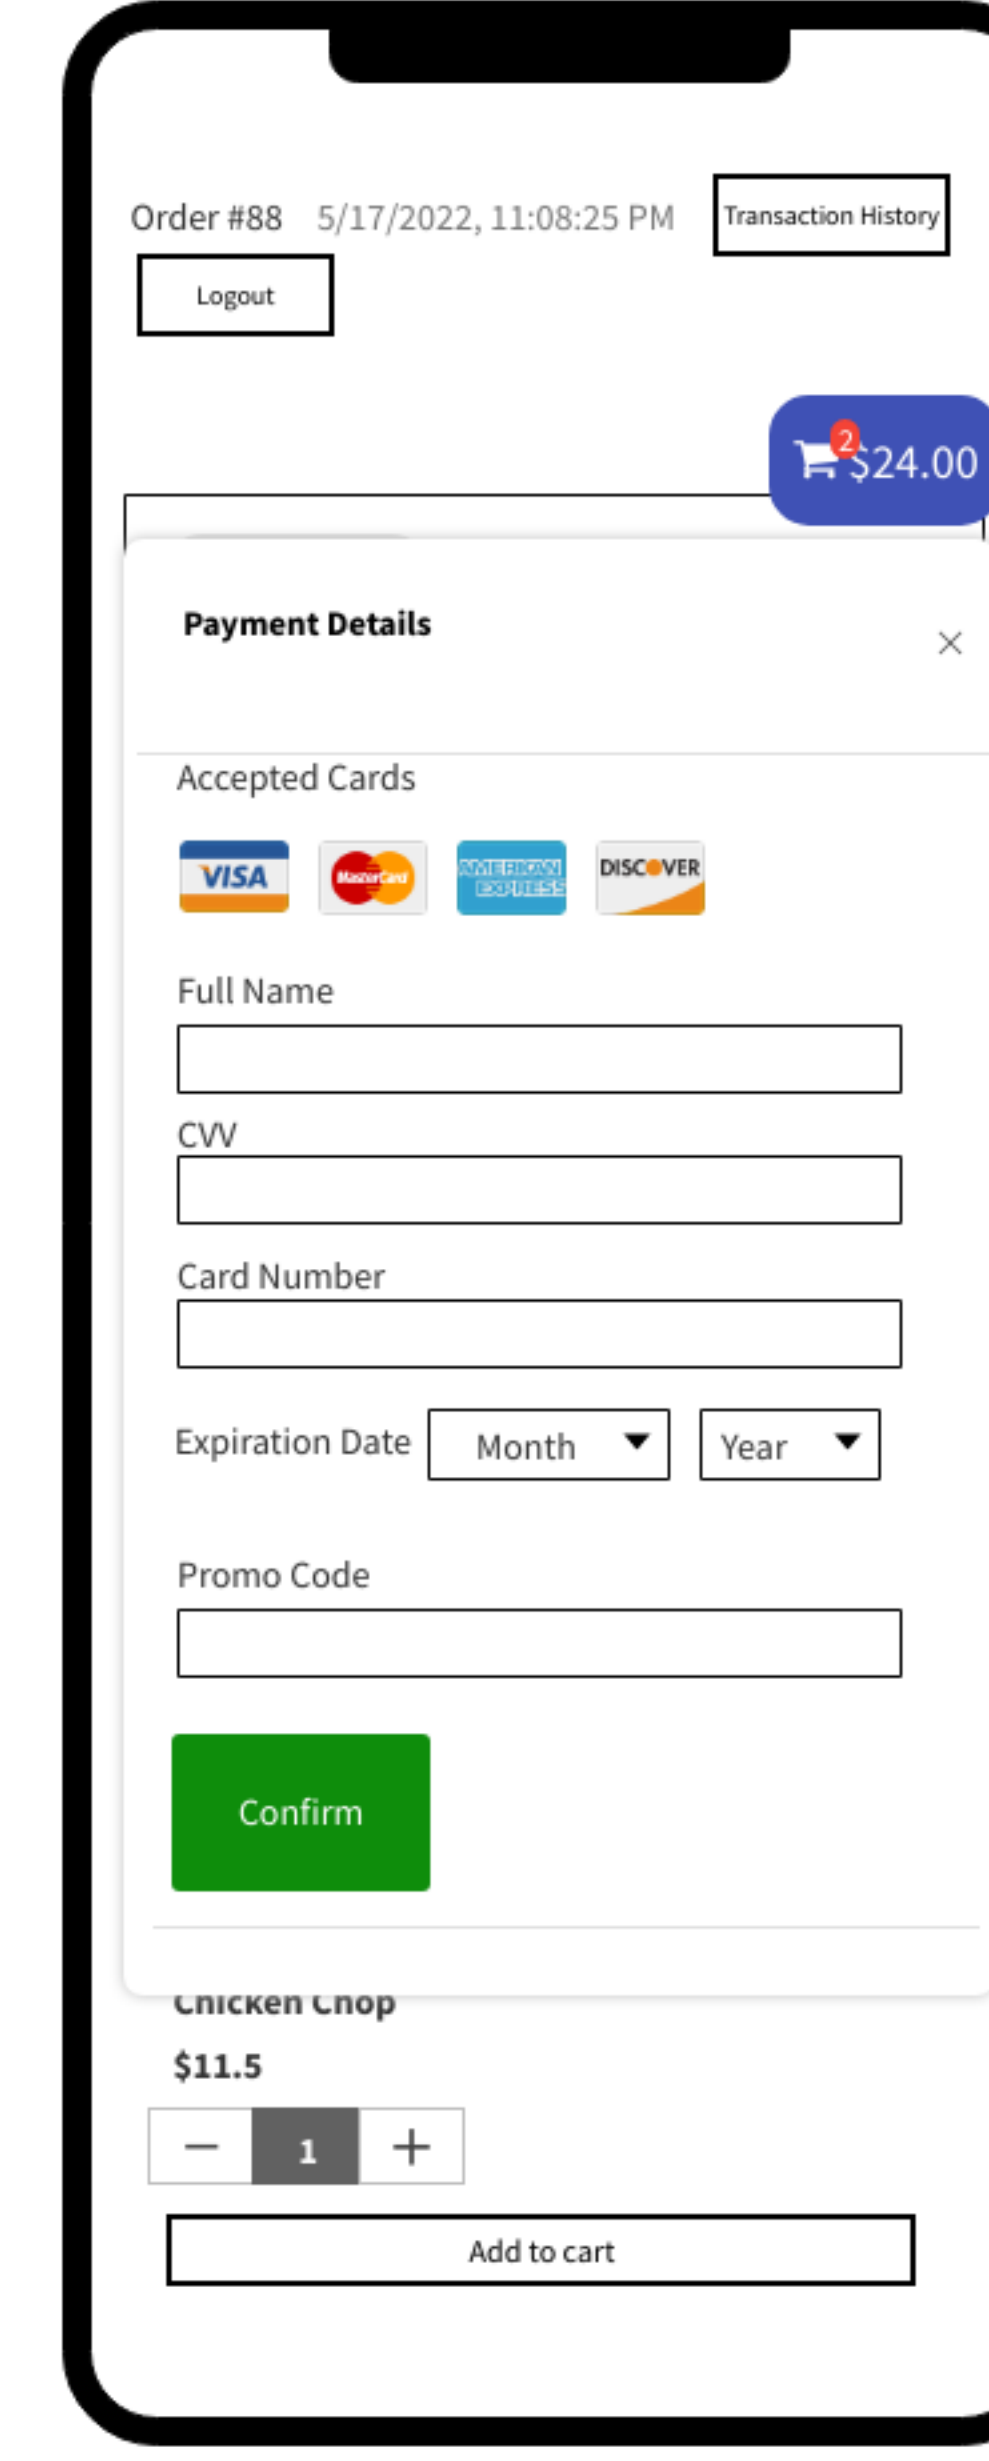 Order #88 5/17/2022, 11:08:25 PM Transaction History
Logout
2
$24.00
Payment Details
Accepted Cards
VISA MasterCard AMERICAN EXPRESS DISCOVER
Full Name
CVV
Card Number
Expiration Date Month Year
Promo Code
Confirm
Chicken Chop
$11.5
1
Add to cart